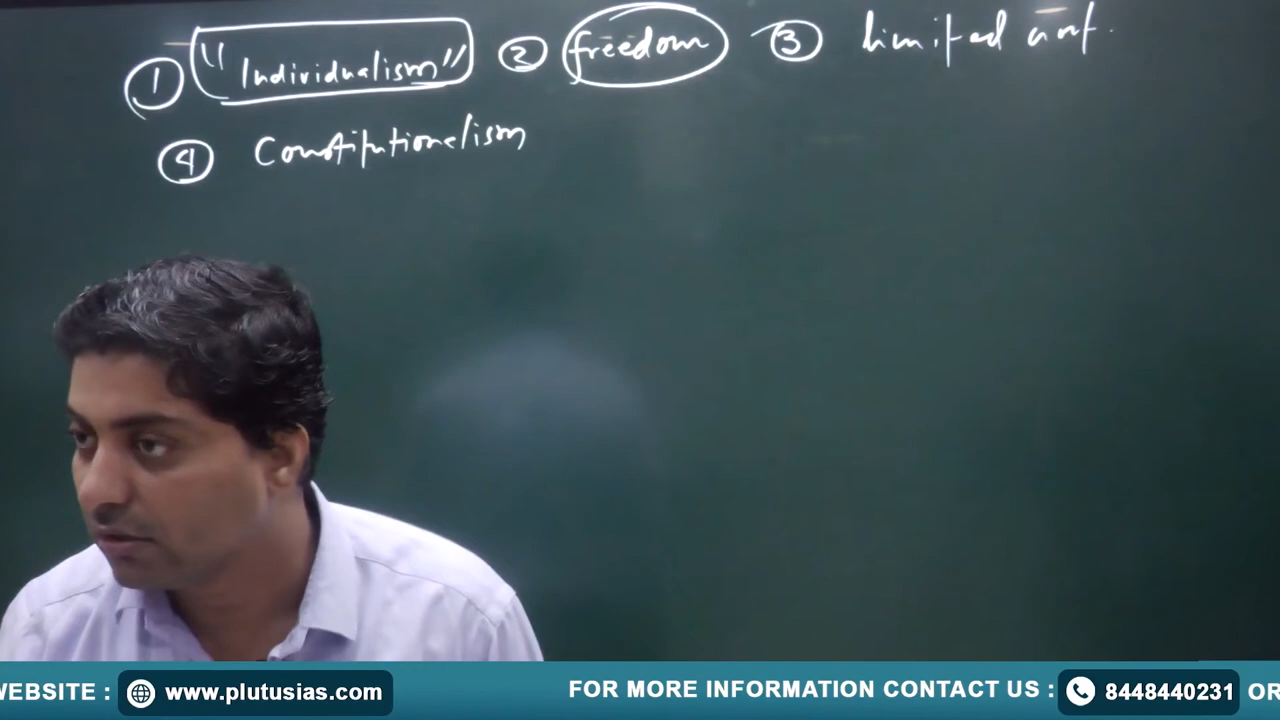 ① "Individualism" ② freedom ③ limited
④ Constitutionalism
WEBSITE : www.plutusias.com FOR MORE INFORMATION CONTACT US : 8448440231 OR